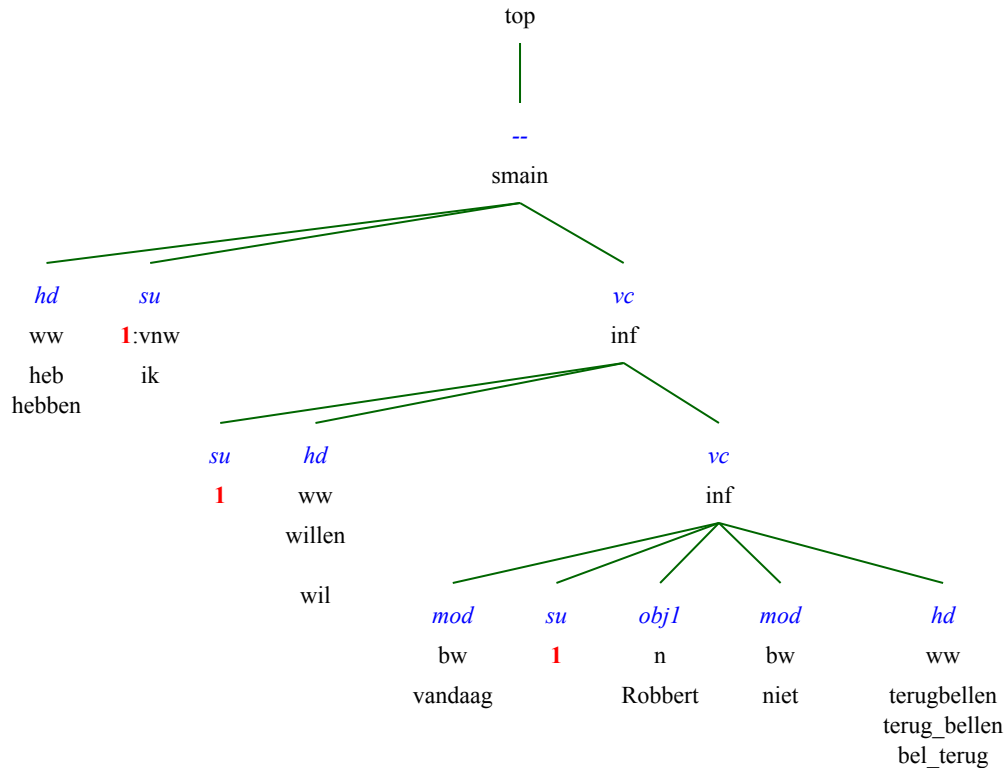 top
--
smain
hd su vc
ww 1:vnw inf
heb ik
hebben
su hd vc
1 ww inf
willen
wil
mod su obj1 mod hd
bw 1 n bw ww
vandaag Robbert niet terugbellen
terug_bellen
bel_terug